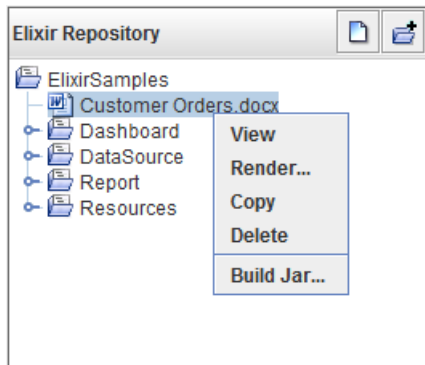 Elixir Repository
ElixirSamples
Customer Orders.docx
Dashboard
DataSource
Report
Resources
View
Render...
Copy
Delete
Build Jar...